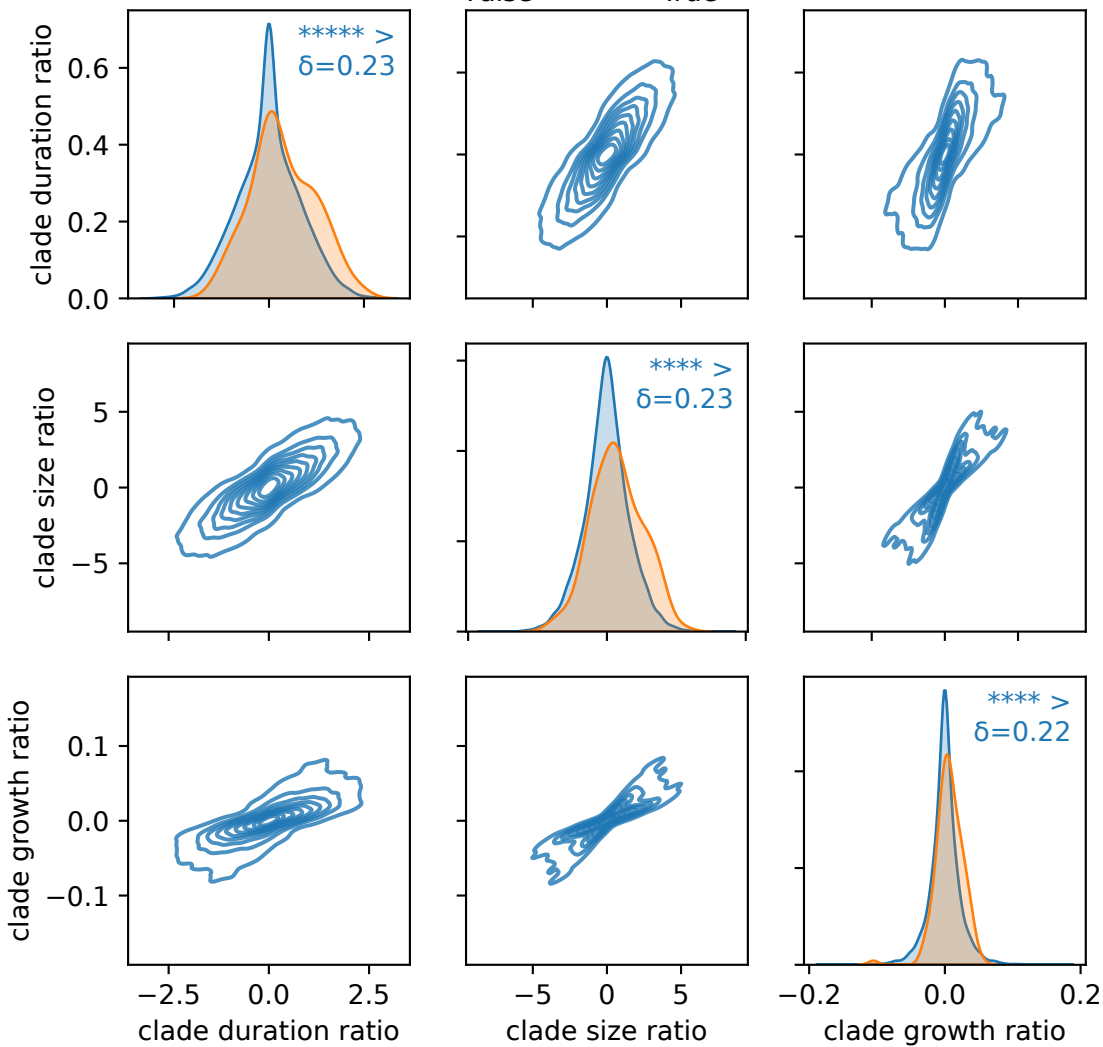 clade duration ratio
0.6
0.4
0.2
0.0
***** >
δ=0.23
clade size ratio
5
0
−5
**** >
δ=0.23
clade growth ratio
0.1
0.0
−0.1
**** >
δ=0.22
−2.5 0.0 2.5
−5 0 5
−0.2 0.0 0.2
clade duration ratio
clade size ratio
clade growth ratio